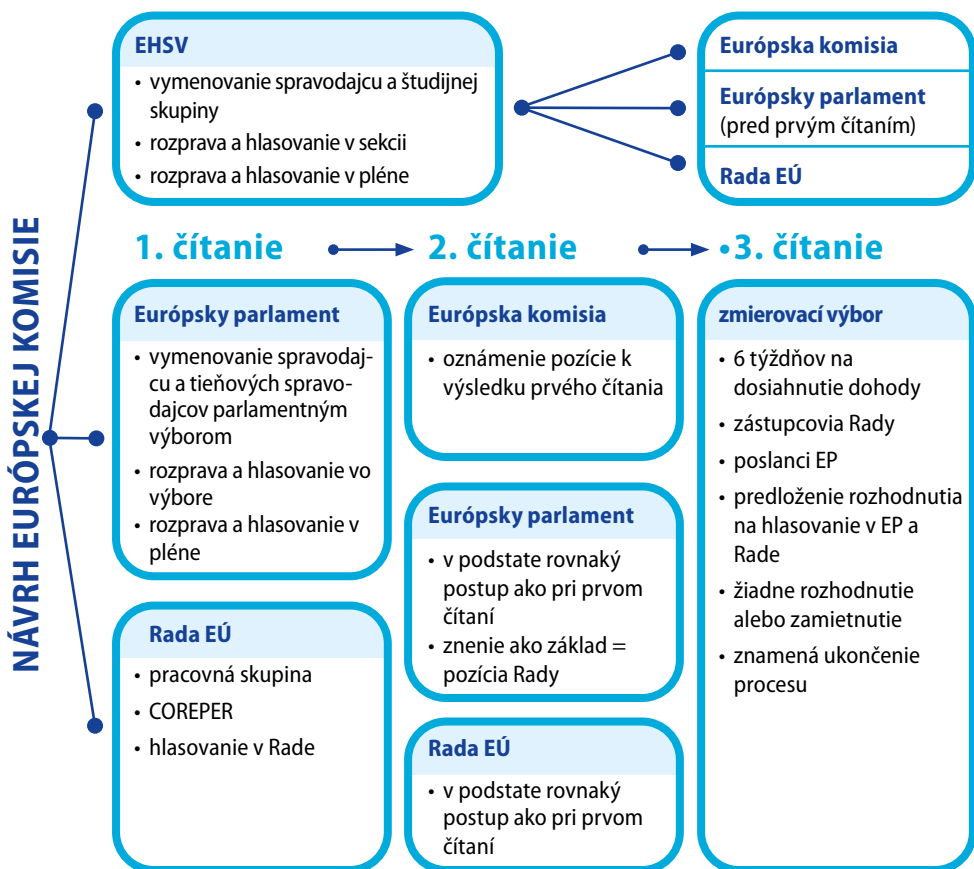 NÁVRH EURÓPSKEJ KOMISIE
EHSV
• vymenovanie spravodajcu a študijnej
skupiny
• rozprava a hlasovanie v sekcii
• rozprava a hlasovanie v pléne
Európska komisia
Európsky parlament
(pred prvým čítaním)
Rada EÚ
1. čítanie
2. čítanie
•3. čítanie
Európsky parlament
• vymenovanie spravodaj-
cu a tieňových spravo-
dajcov parlamentným
výborom
• rozprava a hlasovanie vo
výbore
• rozprava a hlasovanie v
pléne
Rada EÚ
• pracovná skupina
• COREPER
• hlasovanie v Rade
Európska komisia
• oznámenie pozície k
výsledku prvého čítania
Európsky parlament
• v podstate rovnaký
postup ako pri prvom
čítaní
• znenie ako základ =
pozícia Rady
Rada EÚ
• v podstate rovnaký
postup ako pri prvom
čítaní
zmierovací výbor
• 6 týždňov na
dosiahnutie dohody
• zástupcovia Rady
• poslanci EP
• predloženie rozhodnutia
na hlasovanie v EP a
Rade
• žiadne rozhodnutie
alebo zamietnutie
• znamená ukončenie
procesu